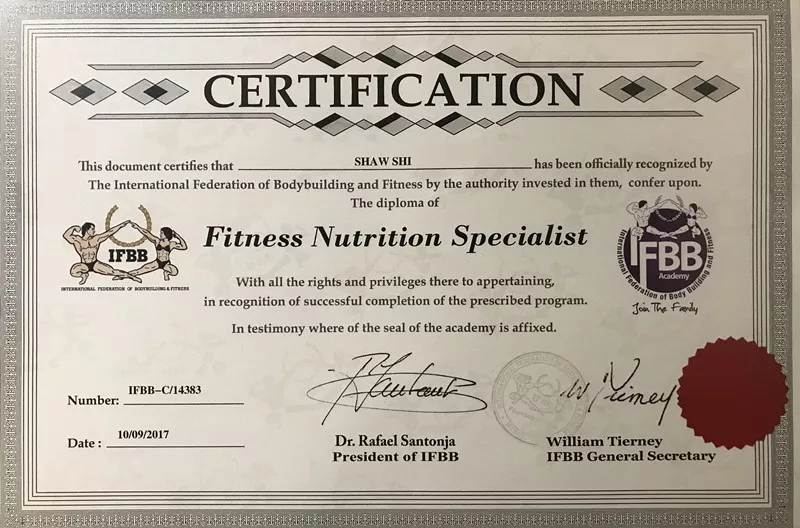 CERTIFICATION
This document certifies that SHAW SHI has been officially recognized by
The International Federation of Bodybuilding and Fitness by the authority invested in them, confer upon.
The diploma of
Fitness Nutrition Specialist
IFBB
INTERNATIONAL FEDERATION OF BODYBUILDING & FITNESS
IFBB
Academy
International Federation of Body Building and Fitness
Join The Family
With all the rights and privileges there to appertaining,
in recognition of successful completion of the prescribed program.
In testimony where of the seal of the academy is affixed.
Number: IFBB-C/14383
Date : 10/09/2017
W Tierney
Dr. Rafael Santonja
President of IFBB
William Tierney
IFBB General Secretary